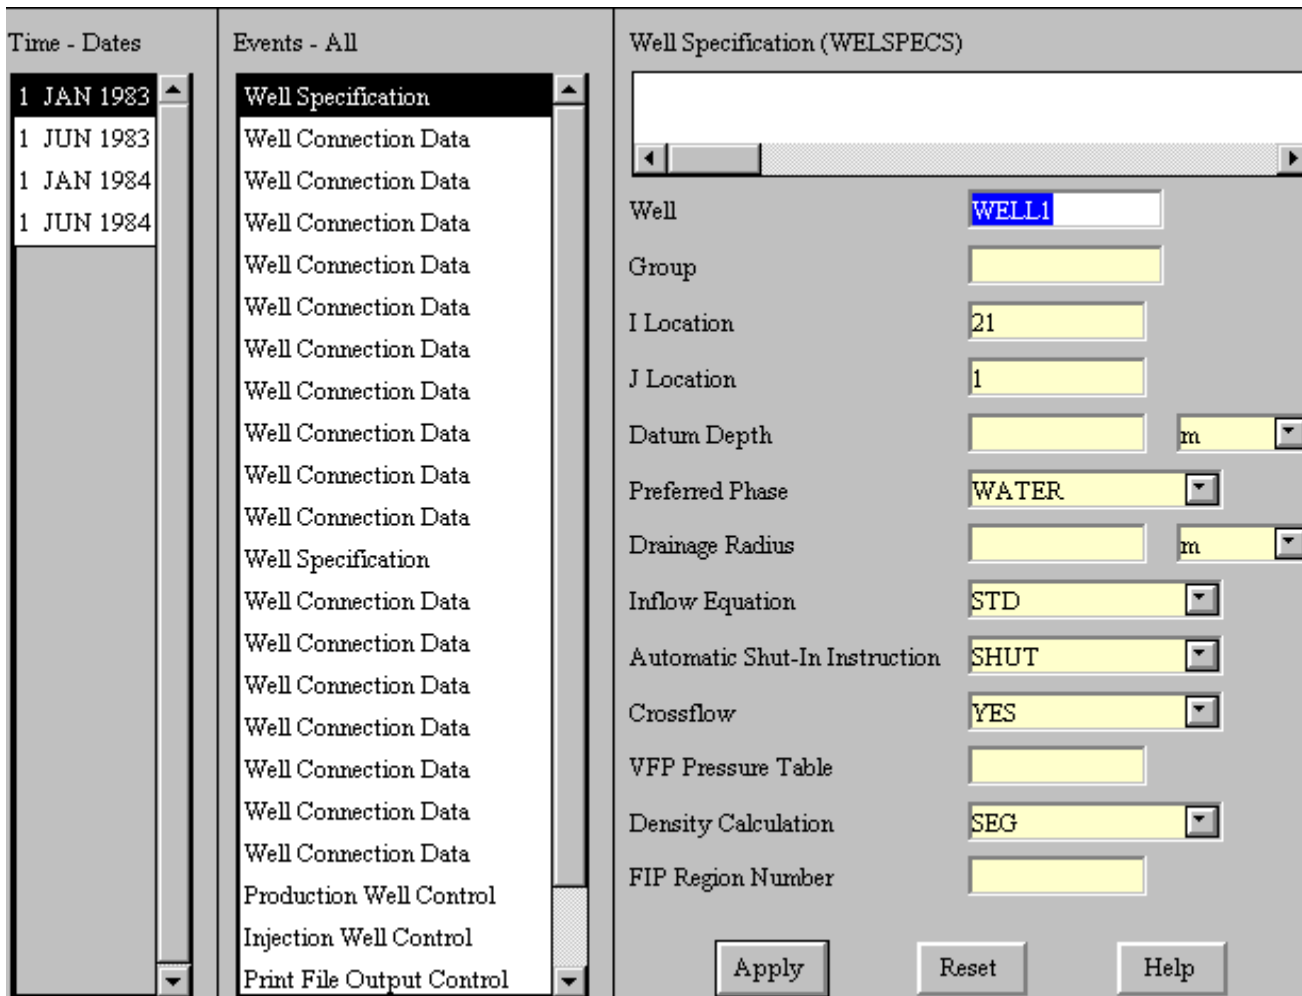 Time - Dates
1 JAN 1983
1 JUN 1983
1 JAN 1984
1 JUN 1984
Events - All
Well Specification
Well Connection Data
Well Connection Data
Well Connection Data
Well Connection Data
Well Connection Data
Well Connection Data
Well Connection Data
Well Connection Data
Well Connection Data
Well Connection Data
Well Specification
Well Connection Data
Well Connection Data
Well Connection Data
Well Connection Data
Well Connection Data
Well Connection Data
Well Connection Data
Production Well Control
Injection Well Control
Print File Output Control
Well Specification (WELSPECS)
Well WELL1
Group
I Location 21
J Location 1
Datum Depth m
Preferred Phase WATER
Drainage Radius m
Inflow Equation STD
Automatic Shut-In Instruction SHUT
Crossflow YES
VFP Pressure Table
Density Calculation SEG
FIP Region Number
Apply Reset Help